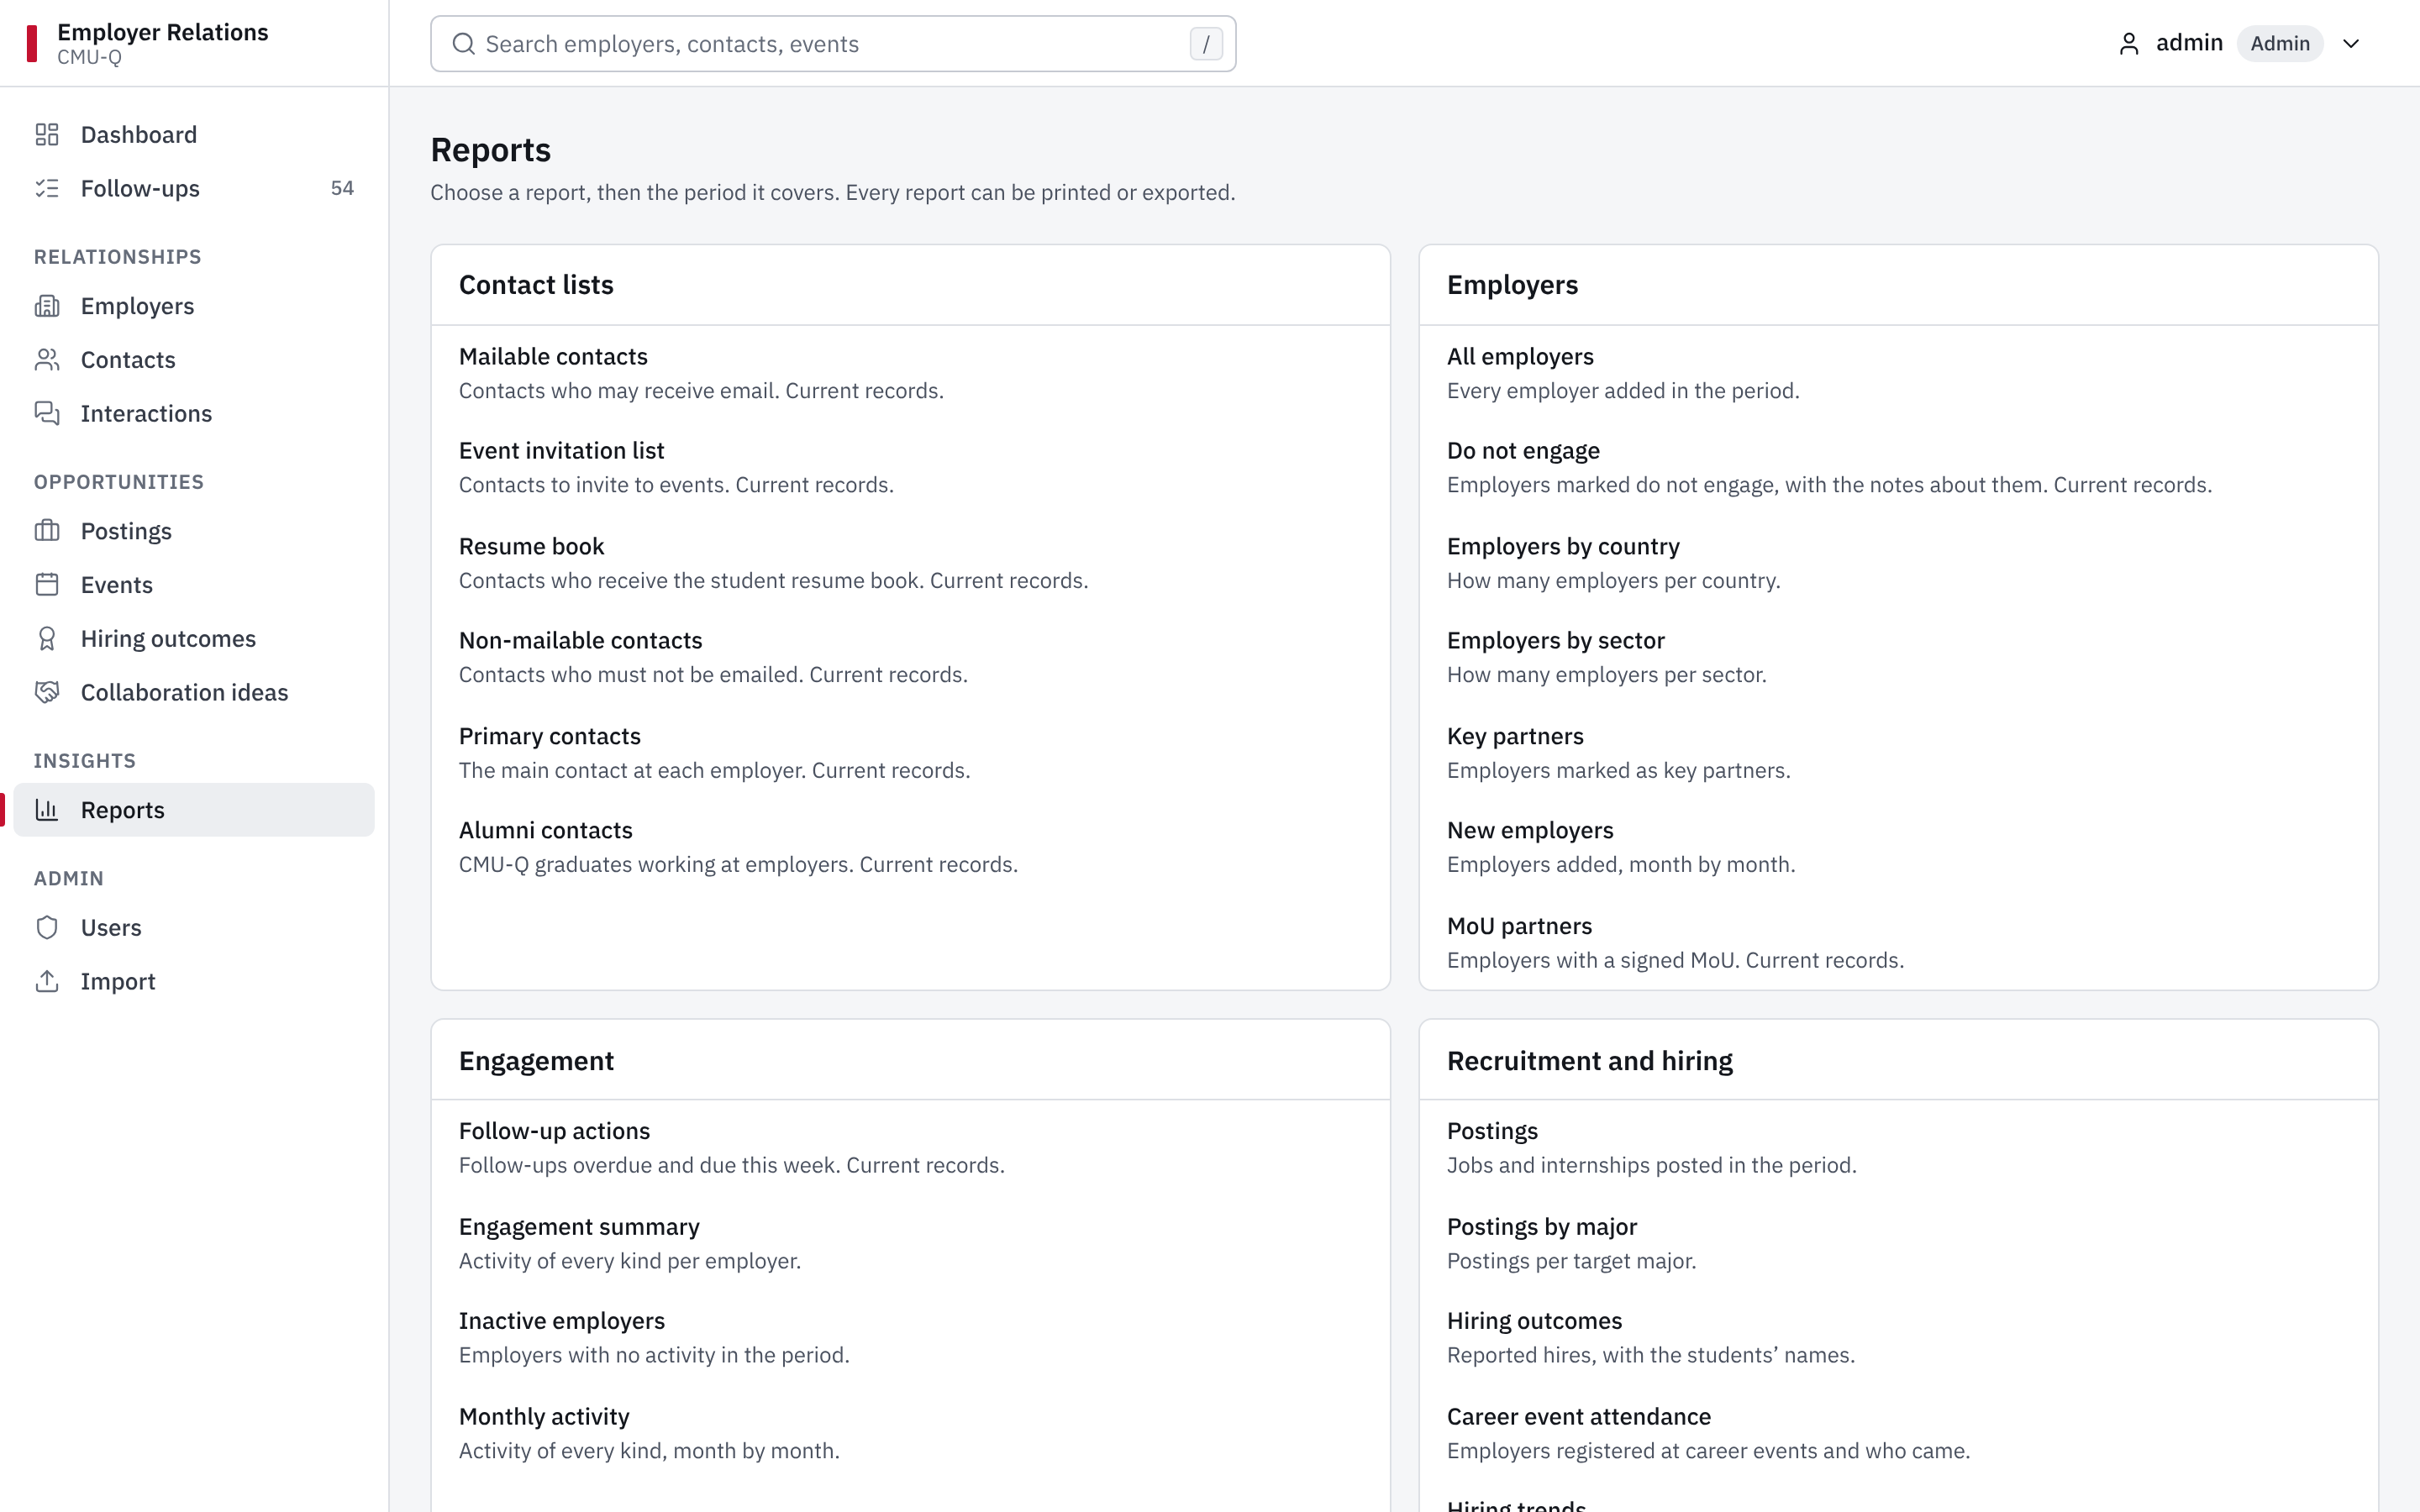 Employer Relations
CMU-Q
Search employers, contacts, events
/
admin
Admin
Dashboard
Follow-ups 54
RELATIONSHIPS
Employers
Contacts
Interactions
OPPORTUNITIES
Postings
Events
Hiring outcomes
Collaboration ideas
INSIGHTS
Reports
ADMIN
Users
Import
Reports
Choose a report, then the period it covers. Every report can be printed or exported.
Contact lists
Mailable contacts
Contacts who may receive email. Current records.
Event invitation list
Contacts to invite to events. Current records.
Resume book
Contacts who receive the student resume book. Current records.
Non-mailable contacts
Contacts who must not be emailed. Current records.
Primary contacts
The main contact at each employer. Current records.
Alumni contacts
CMU-Q graduates working at employers. Current records.
Employers
All employers
Every employer added in the period.
Do not engage
Employers marked do not engage, with the notes about them. Current records.
Employers by country
How many employers per country.
Employers by sector
How many employers per sector.
Key partners
Employers marked as key partners.
New employers
Employers added, month by month.
MoU partners
Employers with a signed MoU. Current records.
Engagement
Follow-up actions
Follow-ups overdue and due this week. Current records.
Engagement summary
Activity of every kind per employer.
Inactive employers
Employers with no activity in the period.
Monthly activity
Activity of every kind, month by month.
Recruitment and hiring
Postings
Jobs and internships posted in the period.
Postings by major
Postings per target major.
Hiring outcomes
Reported hires, with the students’ names.
Career event attendance
Employers registered at career events and who came.
Hiring trends